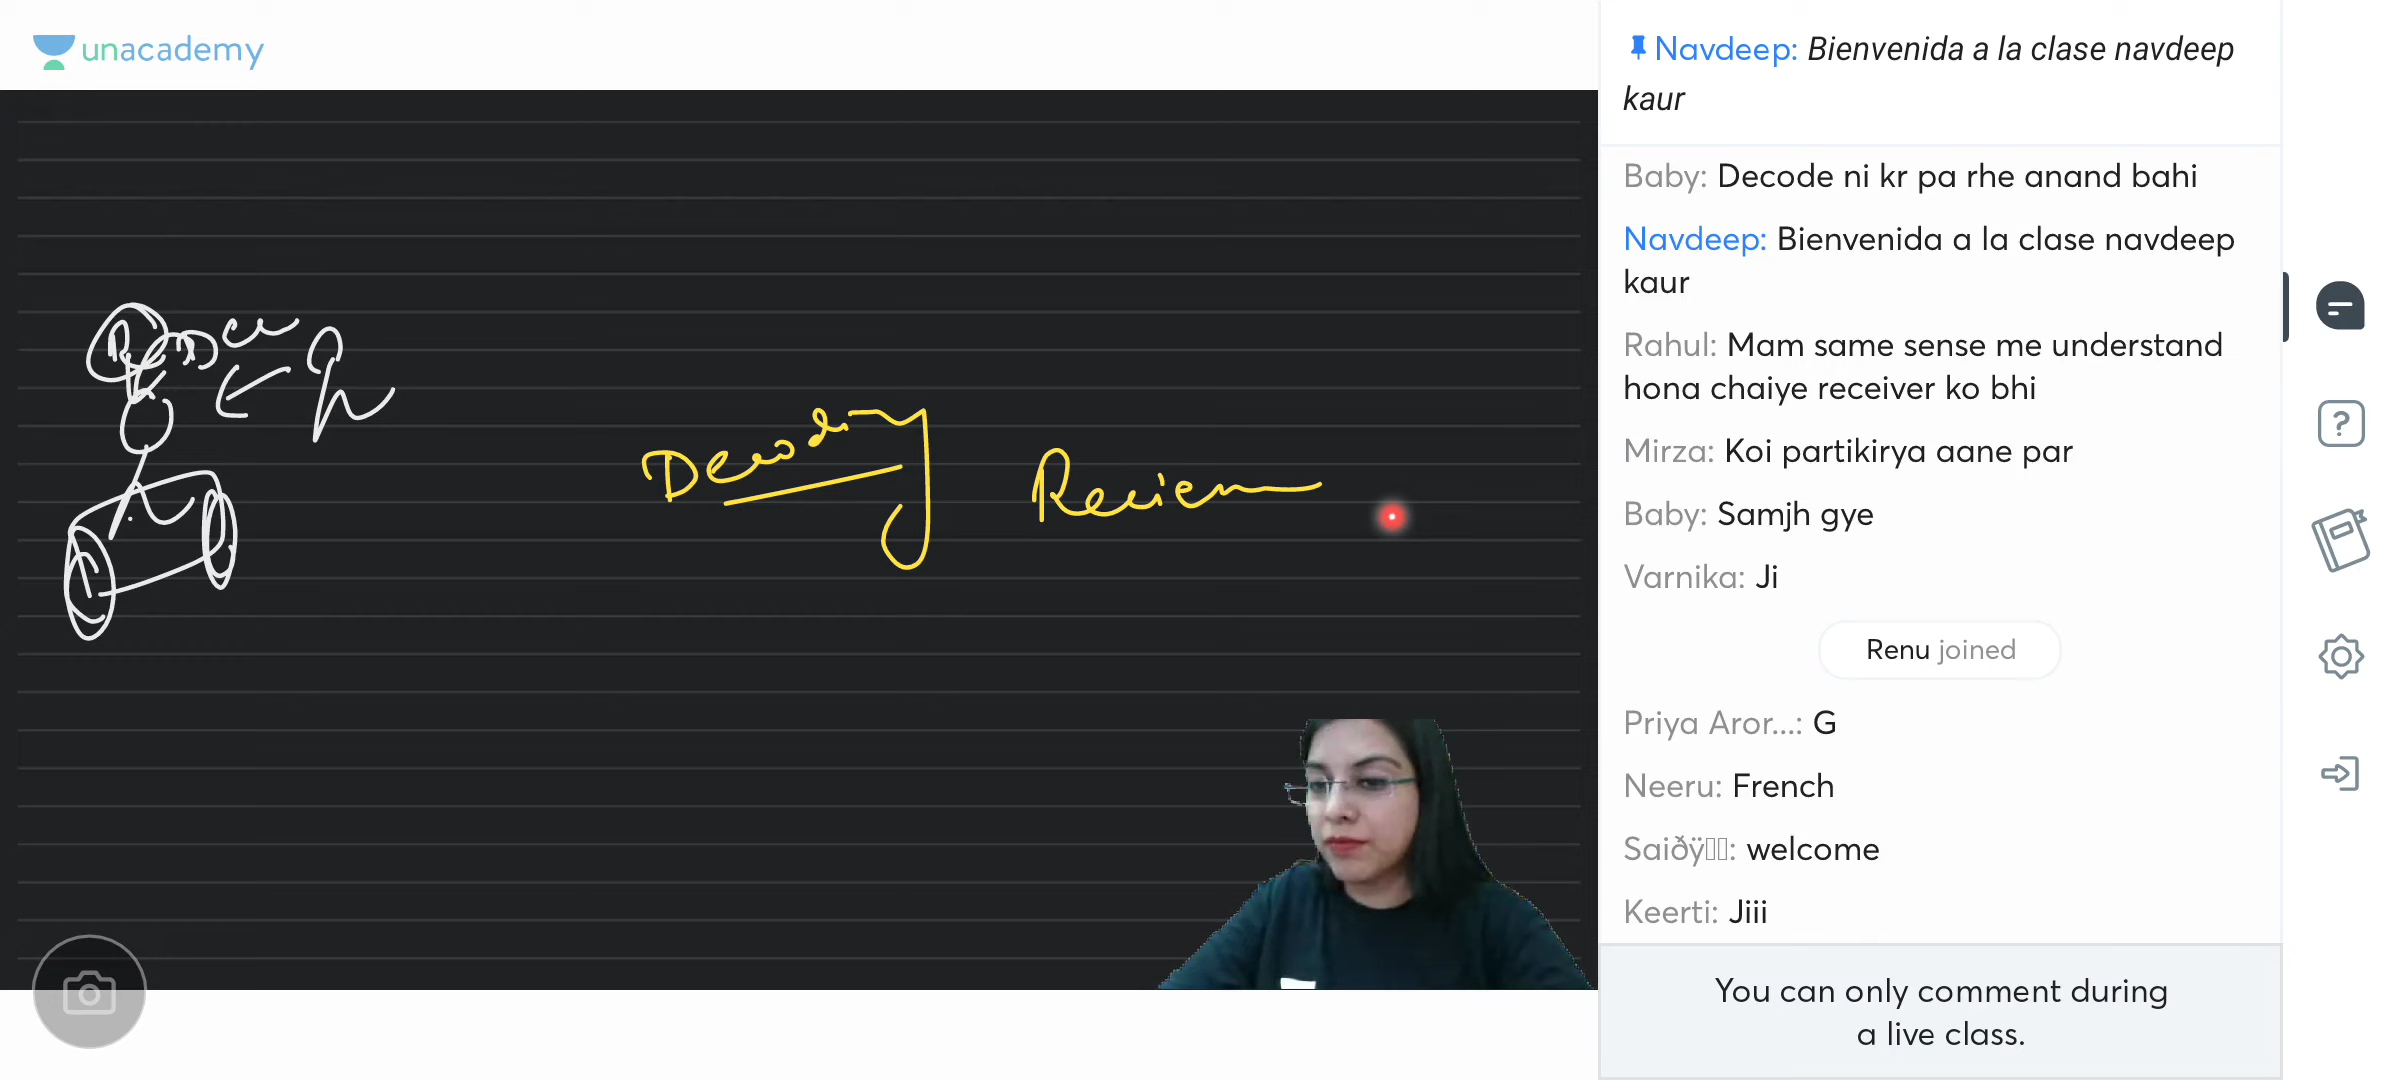 unacademy
Decoding Reciever
Navdeep: Bienvenida a la clase navdeep
kaur
Baby: Decode ni kr pa rhe anand bahi
Navdeep: Bienvenida a la clase navdeep
kaur
Rahul: Mam same sense me understand
hona chaiye receiver ko bhi
Mirza: Koi partikirya aane par
Baby: Samjh gye
Varnika: Ji
Renu joined
Priya Aror...: G
Neeru: French
Saiðÿ: welcome
Keerti: Jiii
You can only comment during
a live class.